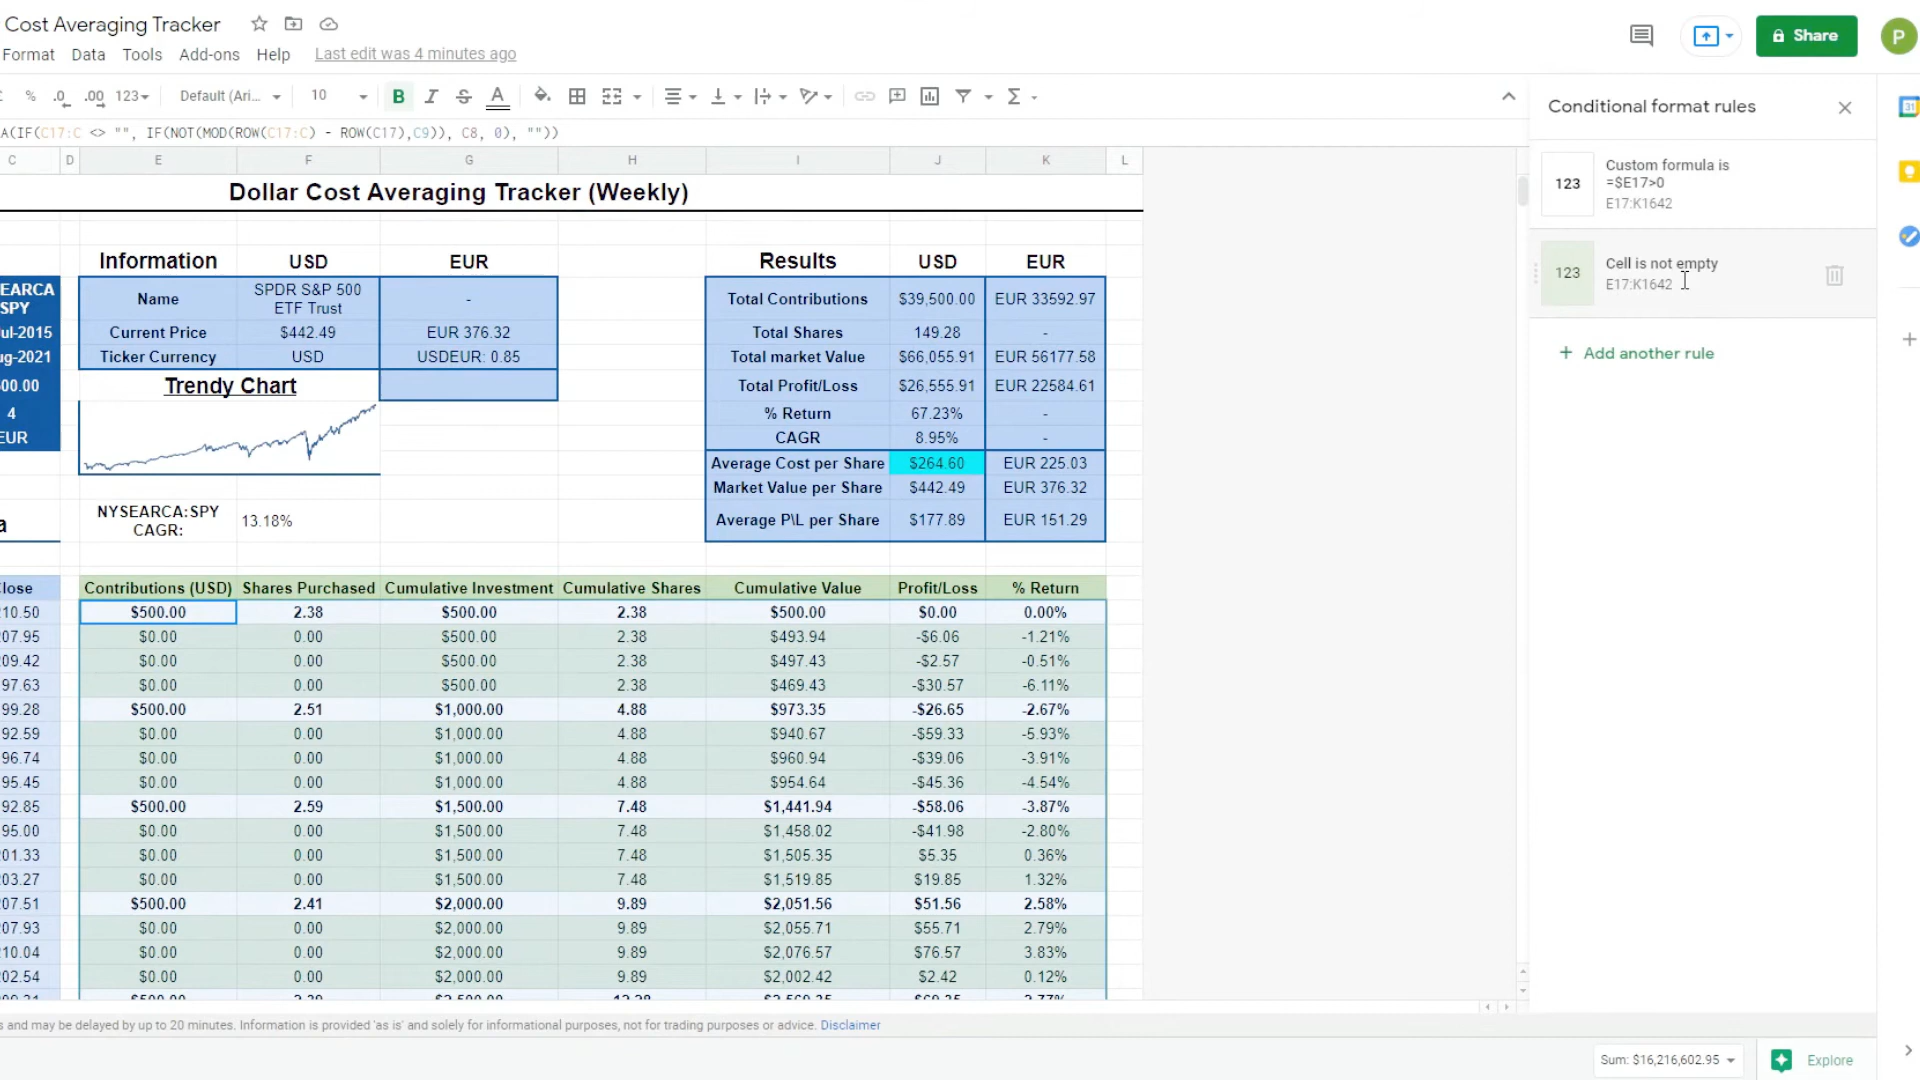 Cost Averaging Tracker
Format Data Tools Add-ons Help Last edit was 4 minutes ago
Share
P
% .0 .00 123 Default (Ari... 10 B I S A Σ
A(IF(C17:C <> "", IF(NOT(MOD(ROW(C17:C) - ROW(C17),C9)), C8, 0), ""))
C D E F G H I J K L
Dollar Cost Averaging Tracker (Weekly)
Information USD EUR
Name SPDR S&P 500 ETF Trust -
Current Price $442.49 EUR 376.32
Ticker Currency USD USDEUR: 0.85
Trendy Chart
EARCA
SPY
ul-2015
ug-2021
00.00
4
EUR
NYSEARCA:SPY CAGR: 13.18%
a
Results USD EUR
Total Contributions $39,500.00 EUR 33592.97
Total Shares 149.28 -
Total market Value $66,055.91 EUR 56177.58
Total Profit/Loss $26,555.91 EUR 22584.61
% Return 67.23% -
CAGR 8.95% -
Average Cost per Share $264.60 EUR 225.03
Market Value per Share $442.49 EUR 376.32
Average P\L per Share $177.89 EUR 151.29
lose Contributions (USD) Shares Purchased Cumulative Investment Cumulative Shares Cumulative Value Profit/Loss % Return
10.50 $500.00 2.38 $500.00 2.38 $500.00 $0.00 0.00%
07.95 $0.00 0.00 $500.00 2.38 $493.94 -$6.06 -1.21%
09.42 $0.00 0.00 $500.00 2.38 $497.43 -$2.57 -0.51%
97.63 $0.00 0.00 $500.00 2.38 $469.43 -$30.57 -6.11%
99.28 $500.00 2.51 $1,000.00 4.88 $973.35 -$26.65 -2.67%
92.59 $0.00 0.00 $1,000.00 4.88 $940.67 -$59.33 -5.93%
96.74 $0.00 0.00 $1,000.00 4.88 $960.94 -$39.06 -3.91%
95.45 $0.00 0.00 $1,000.00 4.88 $954.64 -$45.36 -4.54%
92.85 $500.00 2.59 $1,500.00 7.48 $1,441.94 -$58.06 -3.87%
95.00 $0.00 0.00 $1,500.00 7.48 $1,458.02 -$41.98 -2.80%
01.33 $0.00 0.00 $1,500.00 7.48 $1,505.35 $5.35 0.36%
03.27 $0.00 0.00 $1,500.00 7.48 $1,519.85 $19.85 1.32%
07.51 $500.00 2.41 $2,000.00 9.89 $2,051.56 $51.56 2.58%
07.93 $0.00 0.00 $2,000.00 9.89 $2,055.71 $55.71 2.79%
10.04 $0.00 0.00 $2,000.00 9.89 $2,076.57 $76.57 3.83%
02.54 $0.00 0.00 $2,000.00 9.89 $2,002.42 $2.42 0.12%
Conditional format rules
123 Custom formula is
=$E17>0
E17:K1642
123 Cell is not empty
E17:K1642
+ Add another rule
31
s and may be delayed by up to 20 minutes. Information is provided 'as is' and solely for informational purposes, not for trading purposes or advice. Disclaimer
Sum: $16,216,602.95
Explore